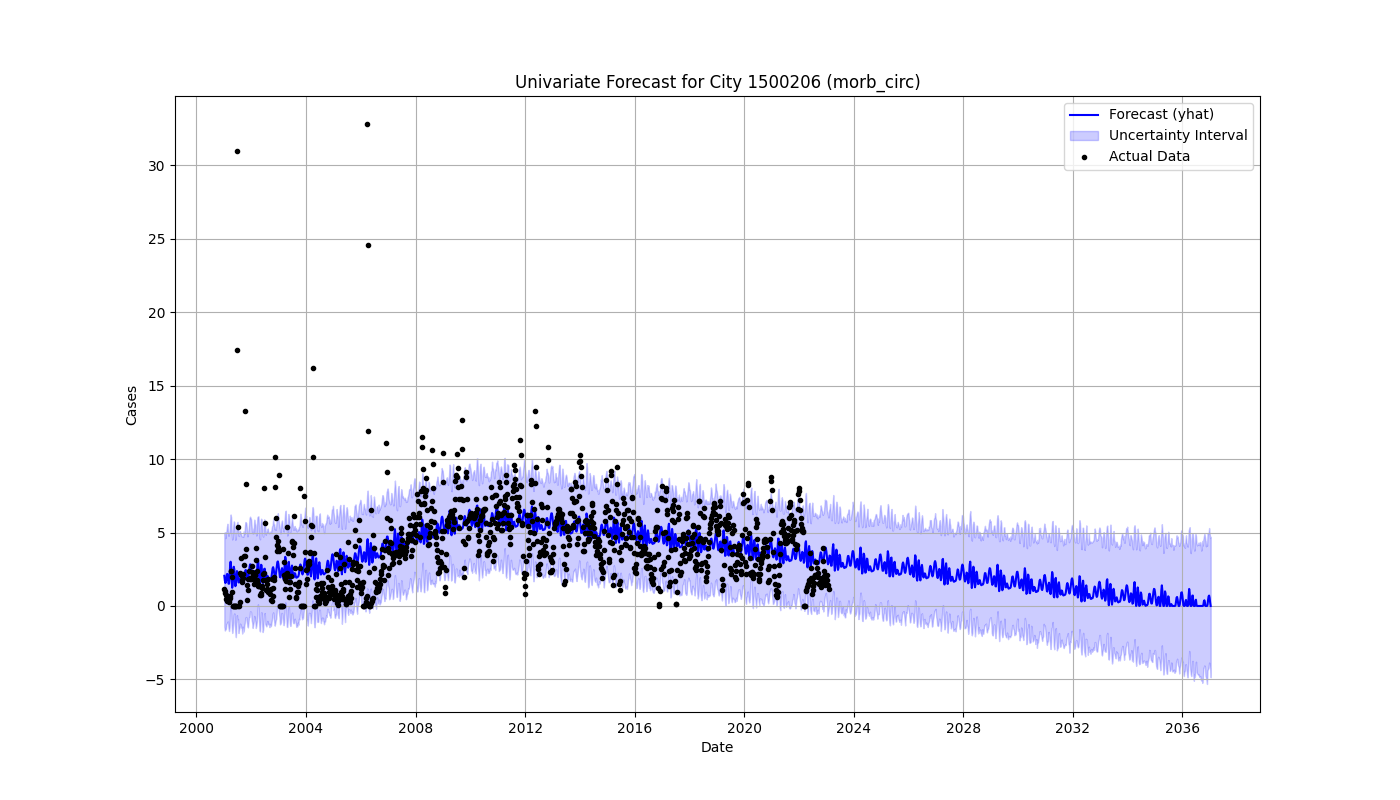 Univariate Forecast for City 1500206 (morb_circ)
Forecast (yhat)
Uncertainty Interval
Actual Data
Cases
30
25
20
15
10
5
0
−5
2000 2004 2008 2012 2016 2020 2024 2028 2032 2036
Date